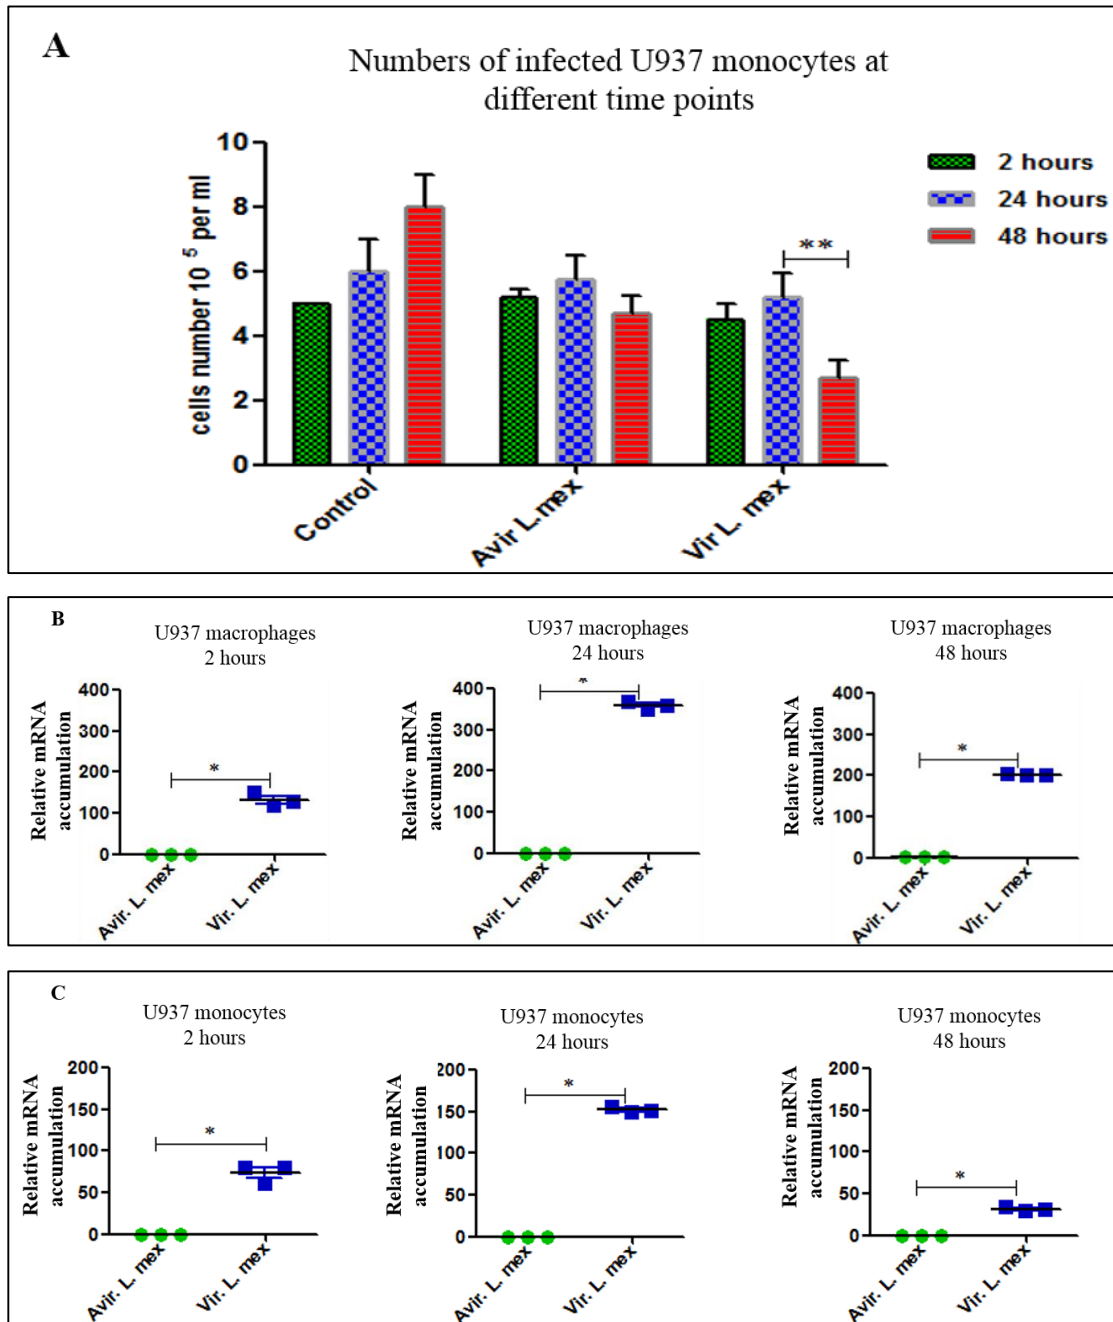 A
Numbers of infected U937 monocytes at
different time points
cells number 10 5 per ml
10
8
6
4
2
0
2 hours
24 hours
48 hours
**
Control
Avir L.mex
Vir L. mex
B
U937 macrophages
2 hours
Relative mRNA
accumulation
400
300
200
100
0
*
Avir. L. mex
Vir. L. mex
U937 macrophages
24 hours
Relative mRNA
accumulation
400
300
200
100
0
*
Avir. L. mex
Vir. L. mex
U937 macrophages
48 hours
Relative mRNA
accumulation
400
300
200
100
0
*
Avir. L. mex
Vir. L. mex
C
U937 monocytes
2 hours
Relative mRNA
accumulation
200
150
100
50
0
*
Avir. L. mex
Vir. L. mex
U937 monocytes
24 hours
Relative mRNA
accumulation
200
150
100
50
0
*
Avir. L. mex
Vir. L. mex
U937 monocytes
48 hours
Relative mRNA
accumulation
200
150
100
50
0
*
Avir. L. mex
Vir. L. mex